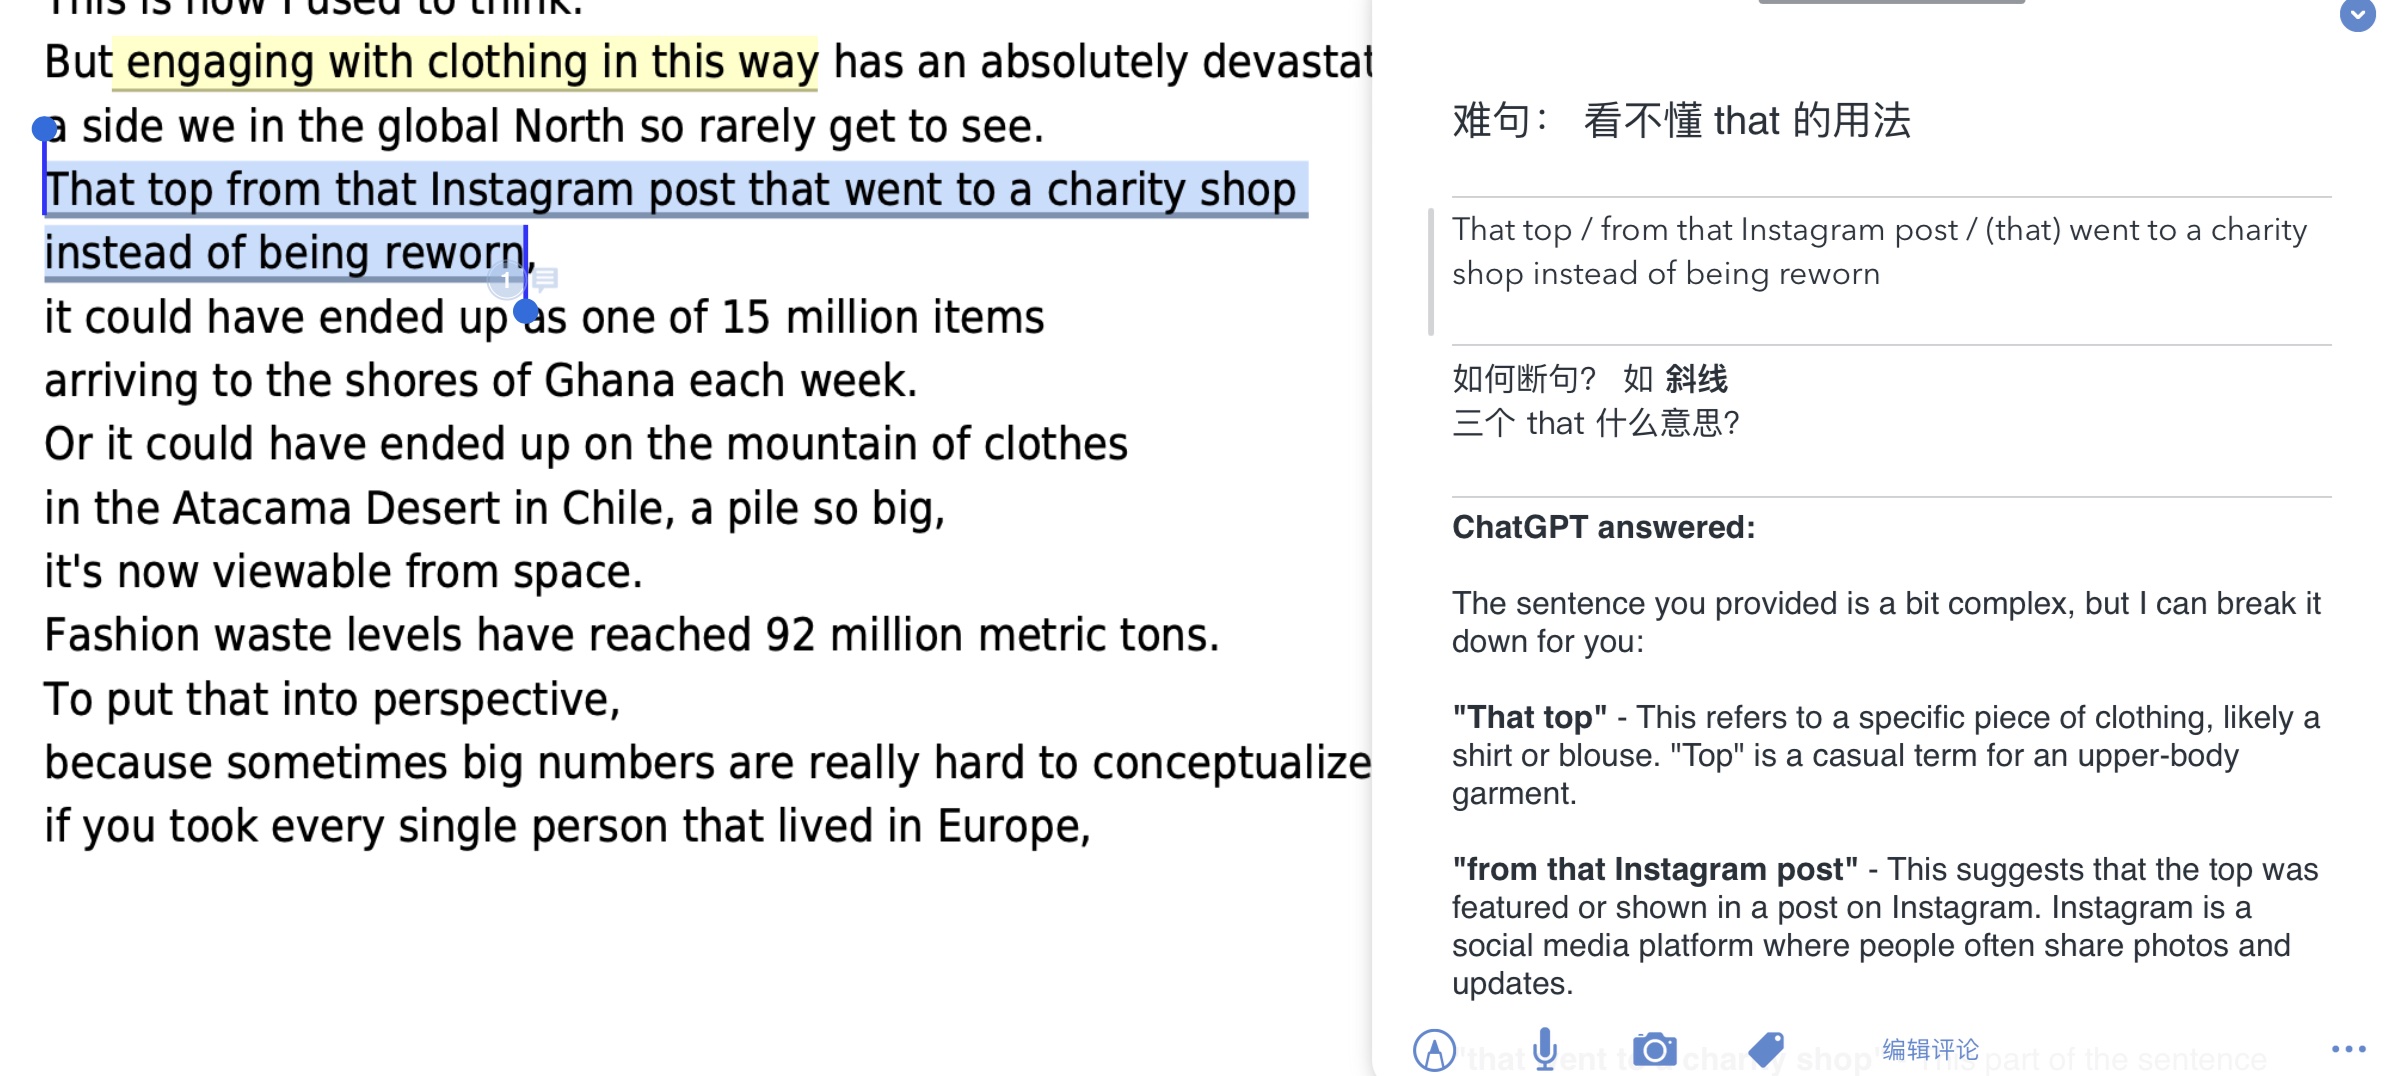 This is how I used to think.
But engaging with clothing in this way has an absolutely devastat
a side we in the global North so rarely get to see.
That top from that Instagram post that went to a charity shop
instead of being reworn,
1
it could have ended up as one of 15 million items
arriving to the shores of Ghana each week.
Or it could have ended up on the mountain of clothes
in the Atacama Desert in Chile, a pile so big,
it's now viewable from space.
Fashion waste levels have reached 92 million metric tons.
To put that into perspective,
because sometimes big numbers are really hard to conceptualize
if you took every single person that lived in Europe,
难句： 看不懂 that 的用法
That top / from that Instagram post / (that) went to a charity
shop instead of being reworn
如何断句? 如 斜线
三个 that 什么意思?
ChatGPT answered:
The sentence you provided is a bit complex, but I can break it
down for you:
"That top" - This refers to a specific piece of clothing, likely a
shirt or blouse. "Top" is a casual term for an upper-body
garment.
"from that Instagram post" - This suggests that the top was
featured or shown in a post on Instagram. Instagram is a
social media platform where people often share photos and
updates.
"that went to a charity shop" - This part of the sentence
编辑评论